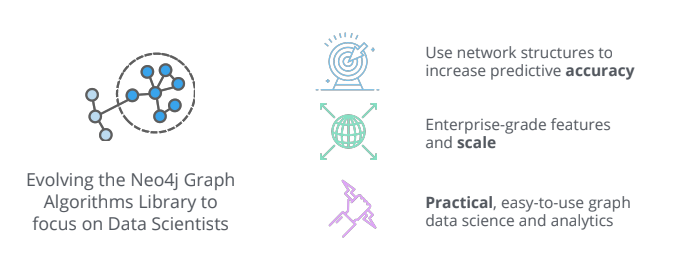 Evolving the Neo4j Graph
Algorithms Library to
focus on Data Scientists
Use network structures to
increase predictive accuracy
Enterprise-grade features
and scale
Practical, easy-to-use graph
data science and analytics